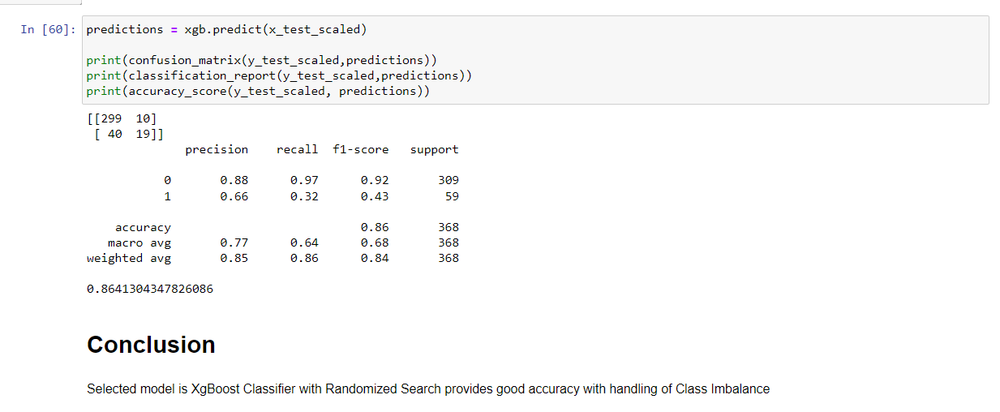 In [60]: predictions = xgb.predict(x_test_scaled)
print(confusion_matrix(y_test_scaled,predictions))
print(classification_report(y_test_scaled,predictions))
print(accuracy_score(y_test_scaled, predictions))
[[299  10]
 [ 40  19]]
              precision    recall  f1-score   support
           0       0.88      0.97      0.92       309
           1       0.66      0.32      0.43        59
    accuracy                           0.86       368
   macro avg       0.77      0.64      0.68       368
weighted avg       0.85      0.86      0.84       368
0.8641304347826086
Conclusion
Selected model is XgBoost Classifier with Randomized Search provides good accuracy with handling of Class Imbalance